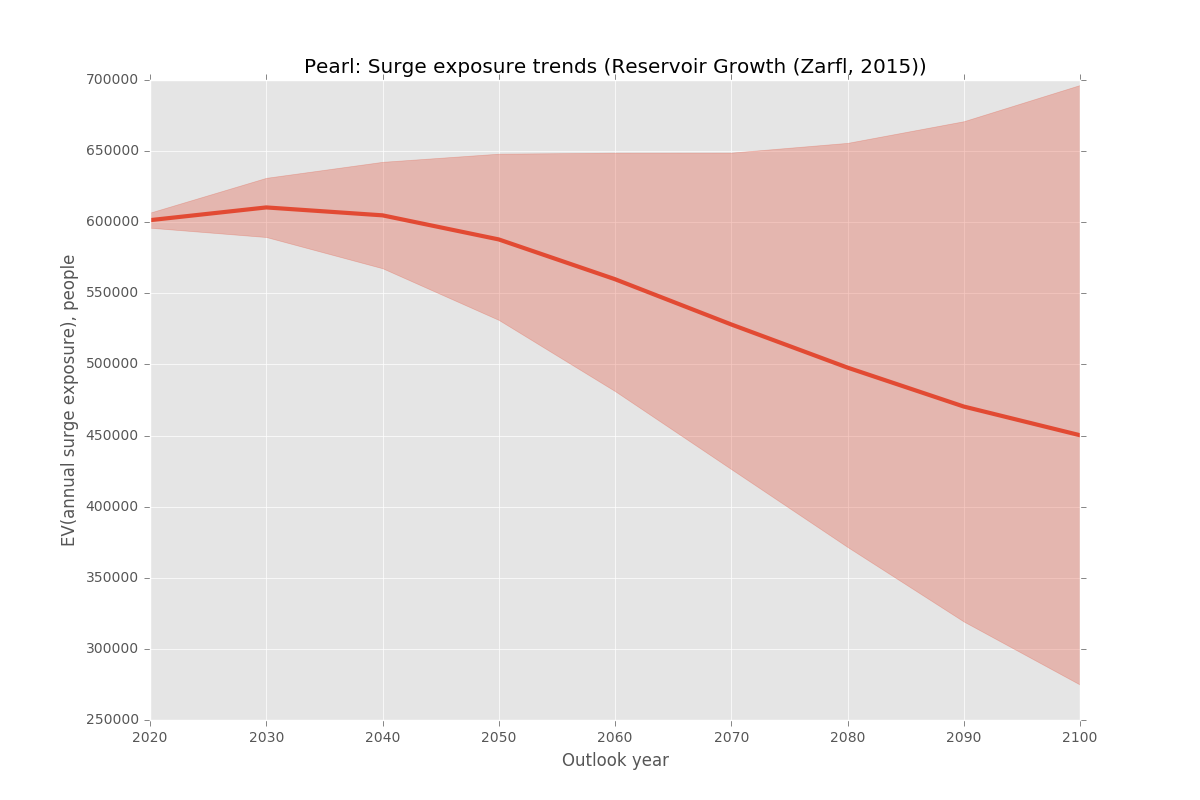 Pearl: Surge exposure trends (Reservoir Growth (Zarfl, 2015))
700000
650000
600000
550000
500000
450000
400000
350000
300000
250000
EV(annual surge exposure), people
2020 2030 2040 2050 2060 2070 2080 2090 2100
Outlook year